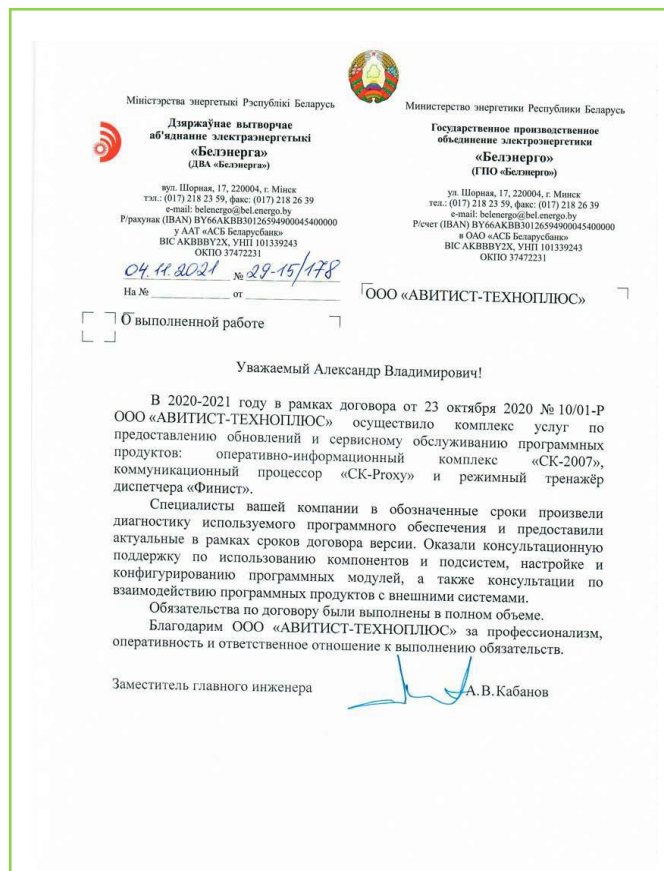 Міністэрства энергетыкі Рэспублікі Беларусь
Дзяржаўнае вытворчае
аб'яднанне электраэнергетыкі
«Белэнерга»
(ДВА «Белэнерга»)
вул. Шорная, 17, 220004, г. Мінск
тэл.: (017) 218 23 59, факс: (017) 218 26 39
e-mail: belenergo@bel.energo.by
Р/рахунак (IBAN) BY66AKBB30126594900045400000
у ААТ «АСБ Беларусбанк»
BIC AKBBBY2X, УНП 101339243
ОКПО 37472231
04.11.2021 № 29-15/178
На № от
О выполненной работе
Министерство энергетики Республики Беларусь
Государственное производственное
объединение электроэнергетики
«Белэнерго»
(ГПО «Белэнерго»)
ул. Шорная, 17, 220004, г. Минск
тел.: (017) 218 23 59, факс: (017) 218 26 39
e-mail: belenergo@bel.energo.by
Р/счет (IBAN) BY66AKBB30126594900045400000
в ОАО «АСБ Беларусбанк»
BIC AKBBBY2X, УНП 101339243
ОКПО 37472231
ООО «АВИТИСТ-ТЕХНОПЛЮС»
Уважаемый Александр Владимирович!
В 2020-2021 году в рамках договора от 23 октября 2020 № 10/01-Р
ООО «АВИТИСТ-ТЕХНОПЛЮС» осуществило комплекс услуг по
предоставлению обновлений и сервисному обслуживанию программных
продуктов: оперативно-информационный комплекс «СК-2007»,
коммуникационный процессор «СК-Proxy» и режимный тренажёр
диспетчера «Финист».
Специалисты вашей компании в обозначенные сроки произвели
диагностику используемого программного обеспечения и предоставили
актуальные в рамках сроков договора версии. Оказали консультационную
поддержку по использованию компонентов и подсистем, настройке и
конфигурированию программных модулей, а также консультации по
взаимодействию программных продуктов с внешними системами.
Обязательства по договору были выполнены в полном объеме.
Благодарим ООО «АВИТИСТ-ТЕХНОПЛЮС» за профессионализм,
оперативность и ответственное отношение к выполнению обязательств.
Заместитель главного инженера А.В.Кабанов